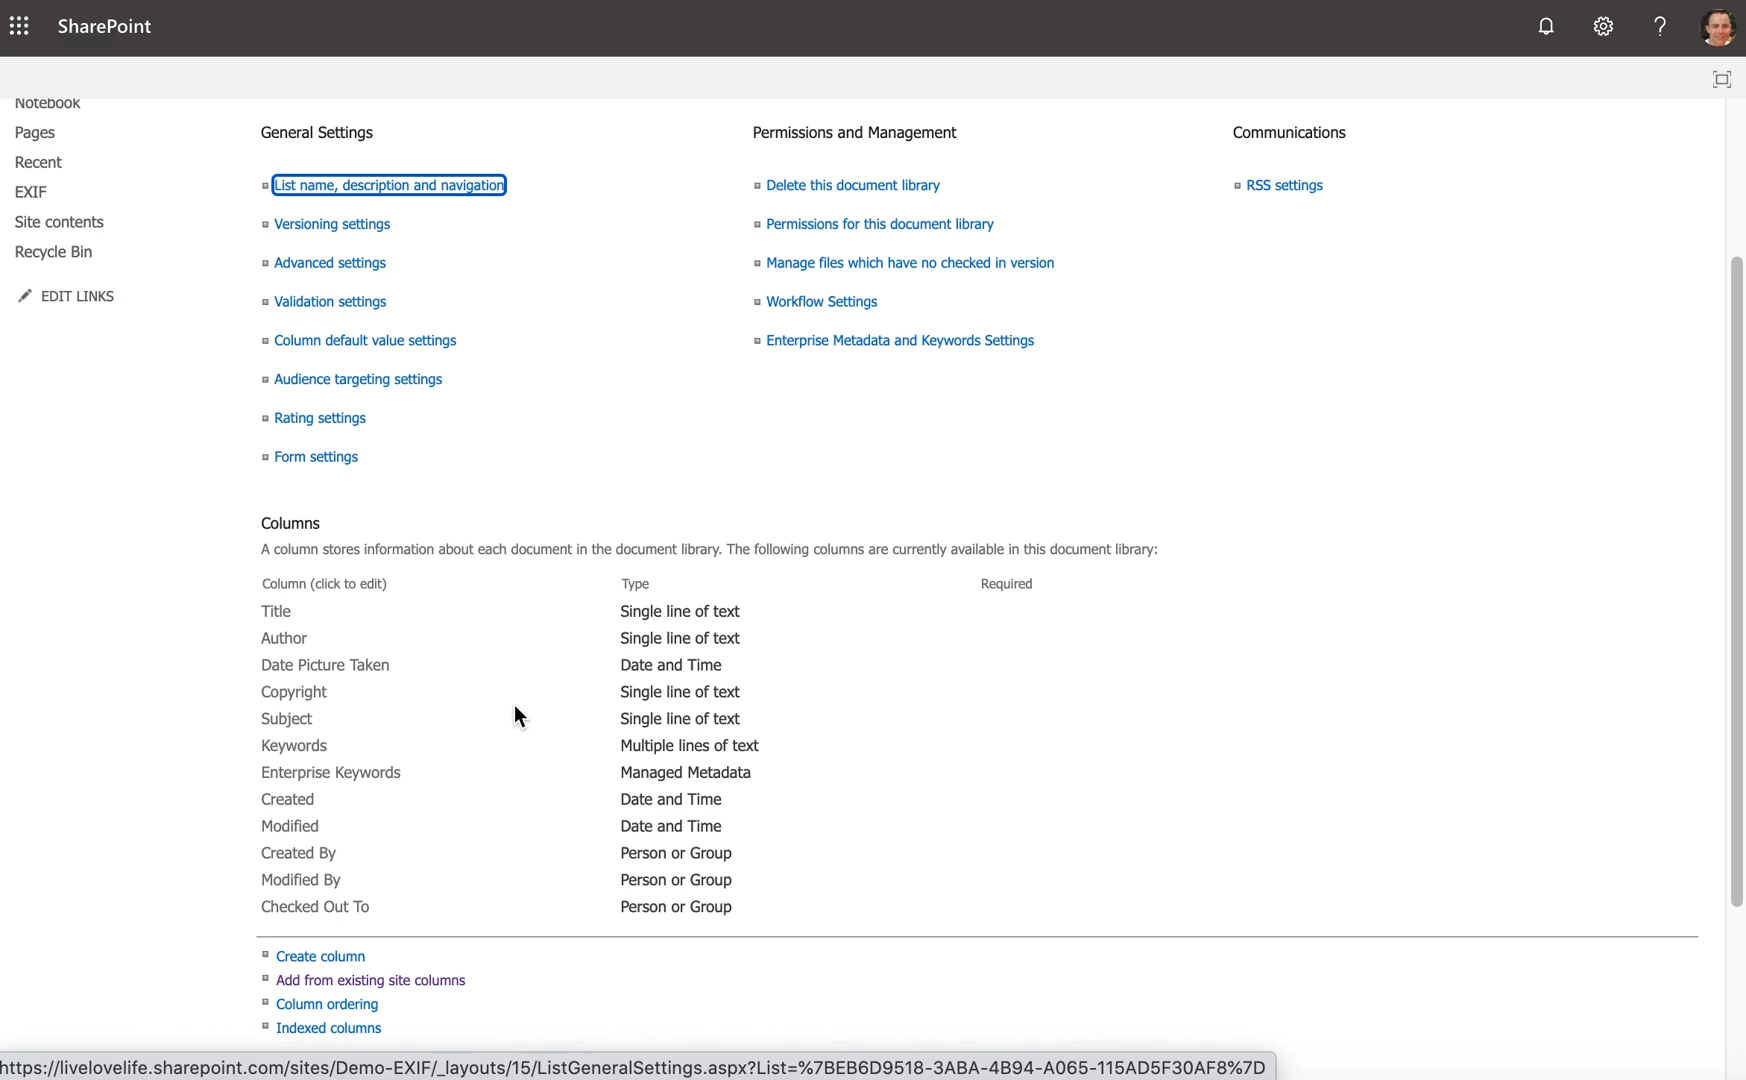 SharePoint
Notebook
Pages
Recent
EXIF
Site contents
Recycle Bin
EDIT LINKS
General Settings
List name, description and navigation
Versioning settings
Advanced settings
Validation settings
Column default value settings
Audience targeting settings
Rating settings
Form settings
Permissions and Management
Delete this document library
Permissions for this document library
Manage files which have no checked in version
Workflow Settings
Enterprise Metadata and Keywords Settings
Communications
RSS settings
Columns
A column stores information about each document in the document library. The following columns are currently available in this document library:
Column (click to edit) Type Required
Title Single line of text
Author Single line of text
Date Picture Taken Date and Time
Copyright Single line of text
Subject Single line of text
Keywords Multiple lines of text
Enterprise Keywords Managed Metadata
Created Date and Time
Modified Date and Time
Created By Person or Group
Modified By Person or Group
Checked Out To Person or Group
Create column
Add from existing site columns
Column ordering
Indexed columns
https://livelovelife.sharepoint.com/sites/Demo-EXIF/_layouts/15/ListGeneralSettings.aspx?List=%7BEB6D9518-3ABA-4B94-A065-115AD5F30AF8%7D